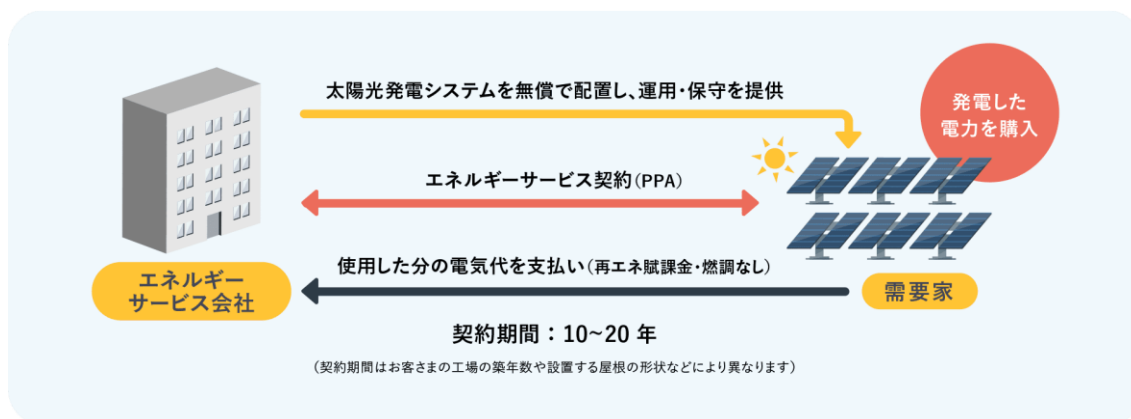 太陽光発電システムを無償で配置し、運用・保守を提供
発電した
電力を購入
エネルギーサービス契約(PPA)
使用した分の電気代を支払い(再エネ賦課金・燃調なし)
エネルギー
サービス会社
需要家
契約期間：10~20 年
(契約期間はお客さまの工場の築年数や設置する屋根の形状などにより異なります)